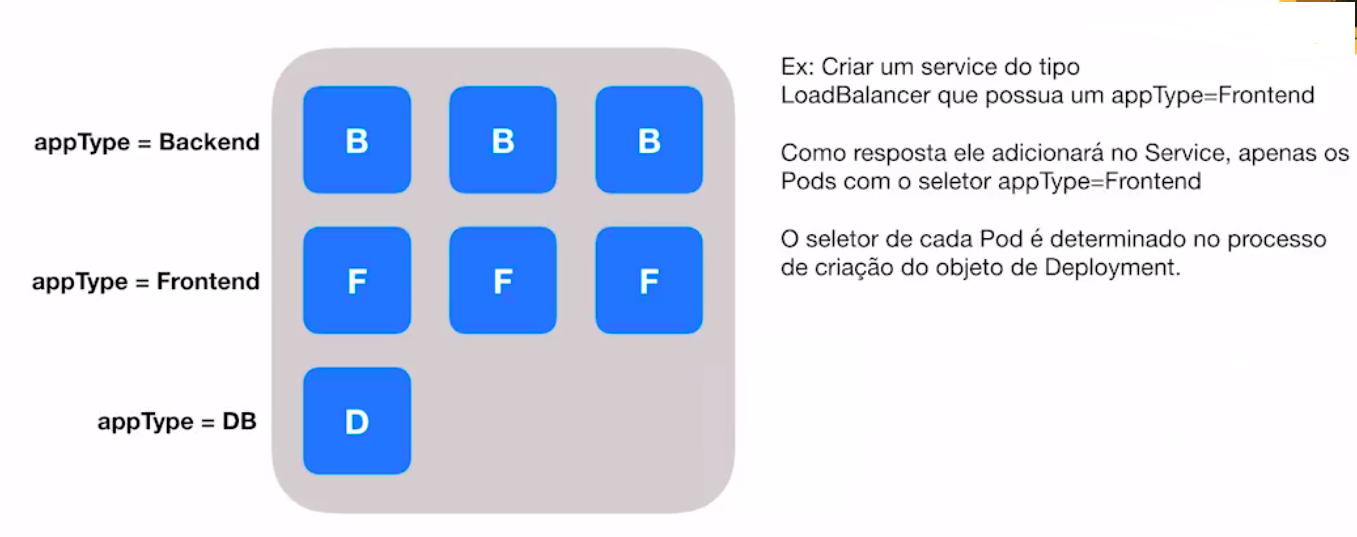 appType = Backend
B B B
appType = Frontend
F F F
appType = DB
D
Ex: Criar um service do tipo
LoadBalancer que possua um appType=Frontend
Como resposta ele adicionará no Service, apenas os
Pods com o seletor appType=Frontend
O seletor de cada Pod é determinado no processo
de criação do objeto de Deployment.